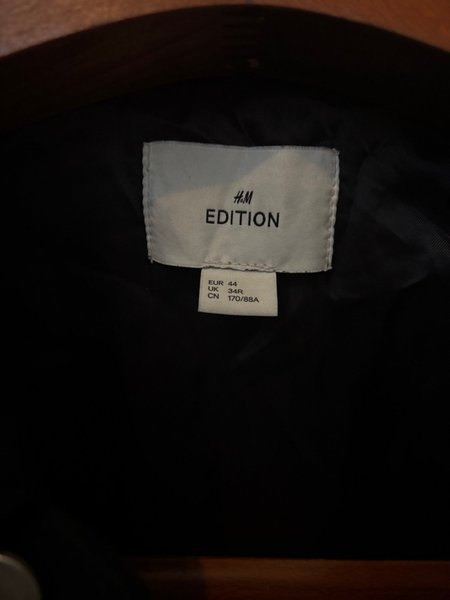 H&M
EDITION
EUR 44
UK 34R
CN 170/88A